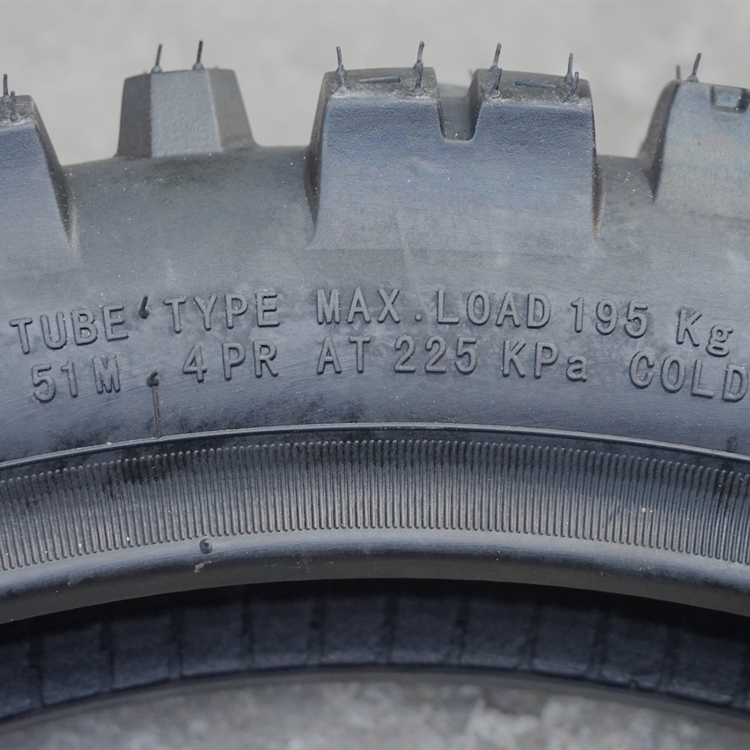 TUBE TYPE MAX. LOAD 195 Kg
51M 4PR AT 225 KPa COLD